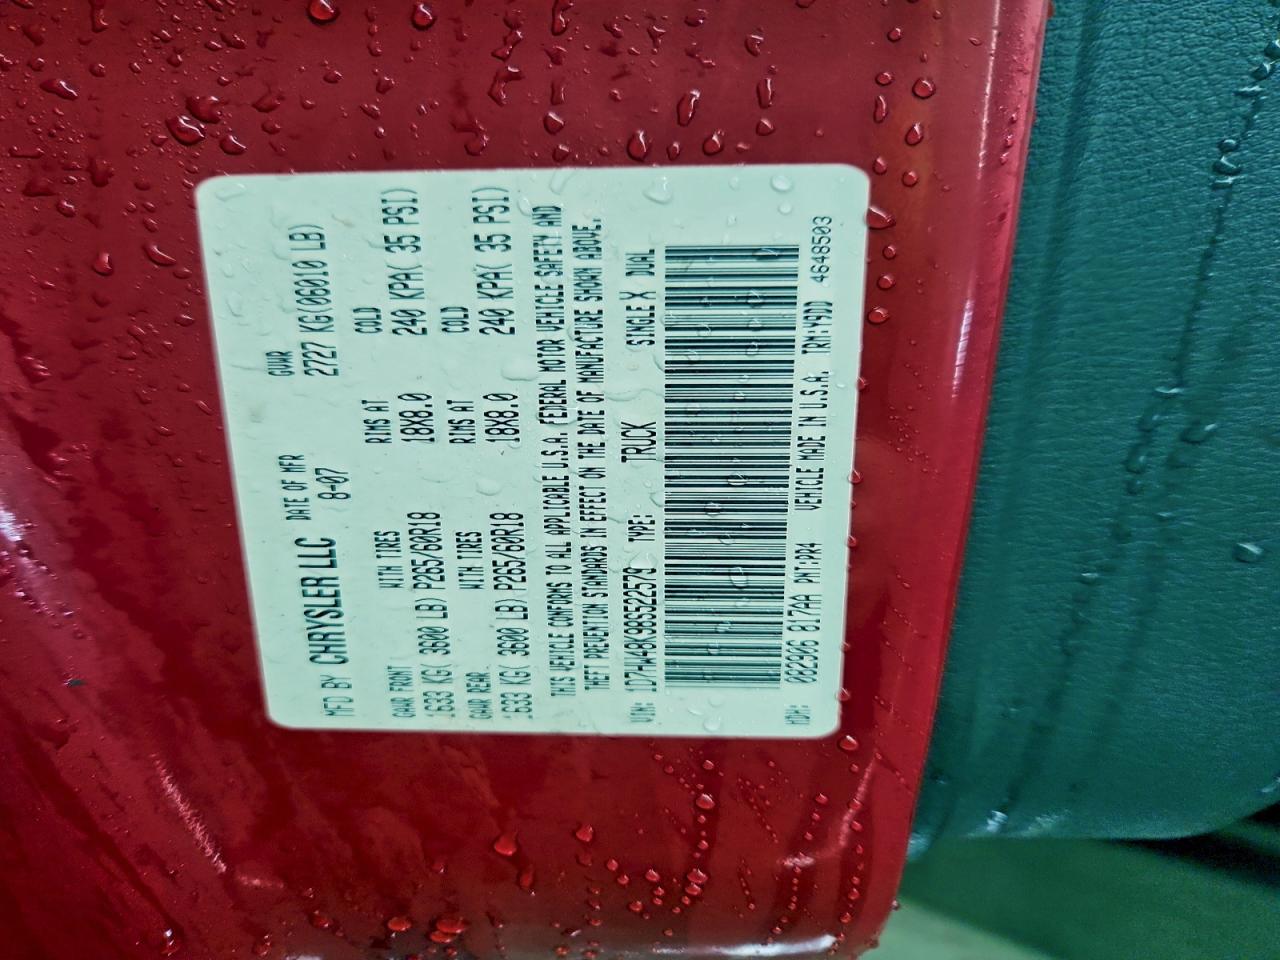 MFD BY CHRYSLER LLC DATE OF MFR GVWR
8-07 2727 KG(06010 LB)
GAWR FRONT WITH TIRES RIMS AT COLD
1633 KG( 3600 LB) P265/60R18 18X8.0 240 KPA( 35 PSI)
GAWR REAR WITH TIRES RIMS AT COLD
1633 KG( 3600 LB) P265/60R18 18X8.0 240 KPA( 35 PSI)
THIS VEHICLE CONFORMS TO ALL APPLICABLE U.S.A. FEDERAL MOTOR VEHICLE SAFETY AND
THEFT PREVENTION STANDARDS IN EFFECT ON THE DATE OF MANUFACTURE SHOWN ABOVE.
VIN: TYPE: TRUCK SINGLE X DUAL
MDH: 082906 817AA PNT:PR4 VEHICLE MADE IN U.S.A. TRM:Y9DD 4648503